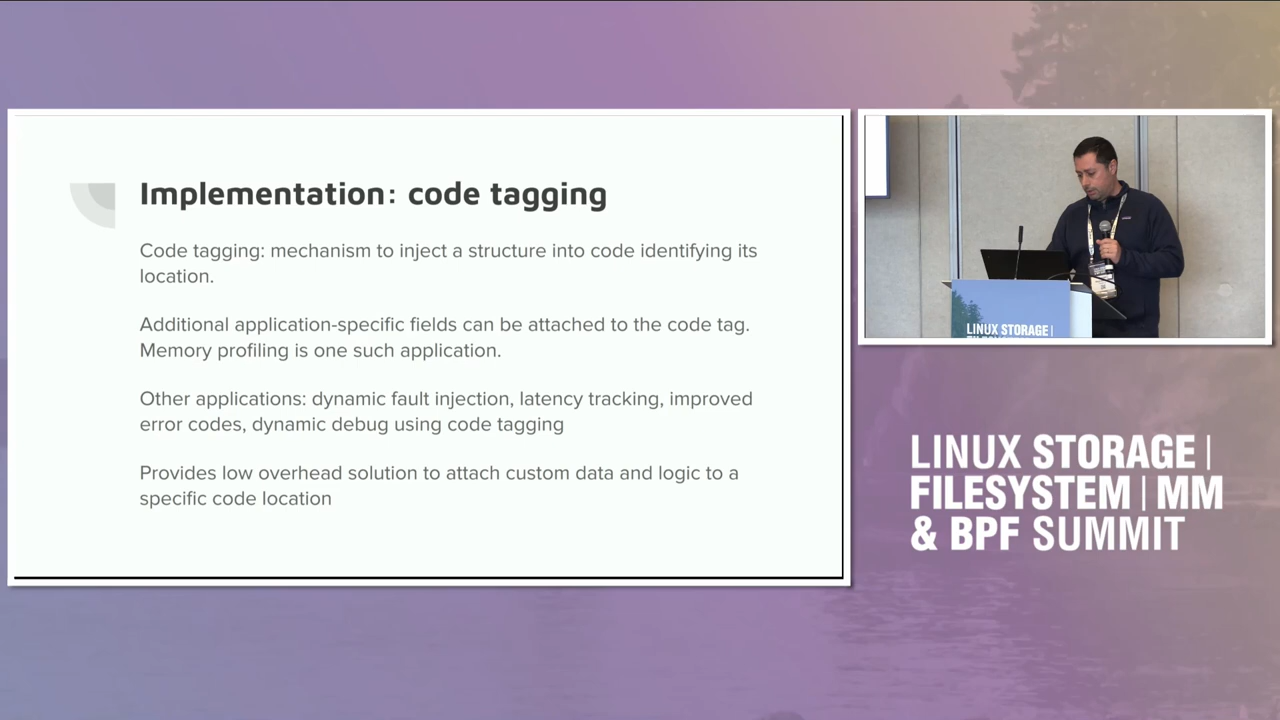 Implementation: code tagging
Code tagging: mechanism to inject a structure into code identifying its
location.
Additional application-specific fields can be attached to the code tag.
Memory profiling is one such application.
Other applications: dynamic fault injection, latency tracking, improved
error codes, dynamic debug using code tagging
Provides low overhead solution to attach custom data and logic to a
specific code location
LINUX STORAGE |
LINUX STORAGE |
FILESYSTEM | MM
& BPF SUMMIT